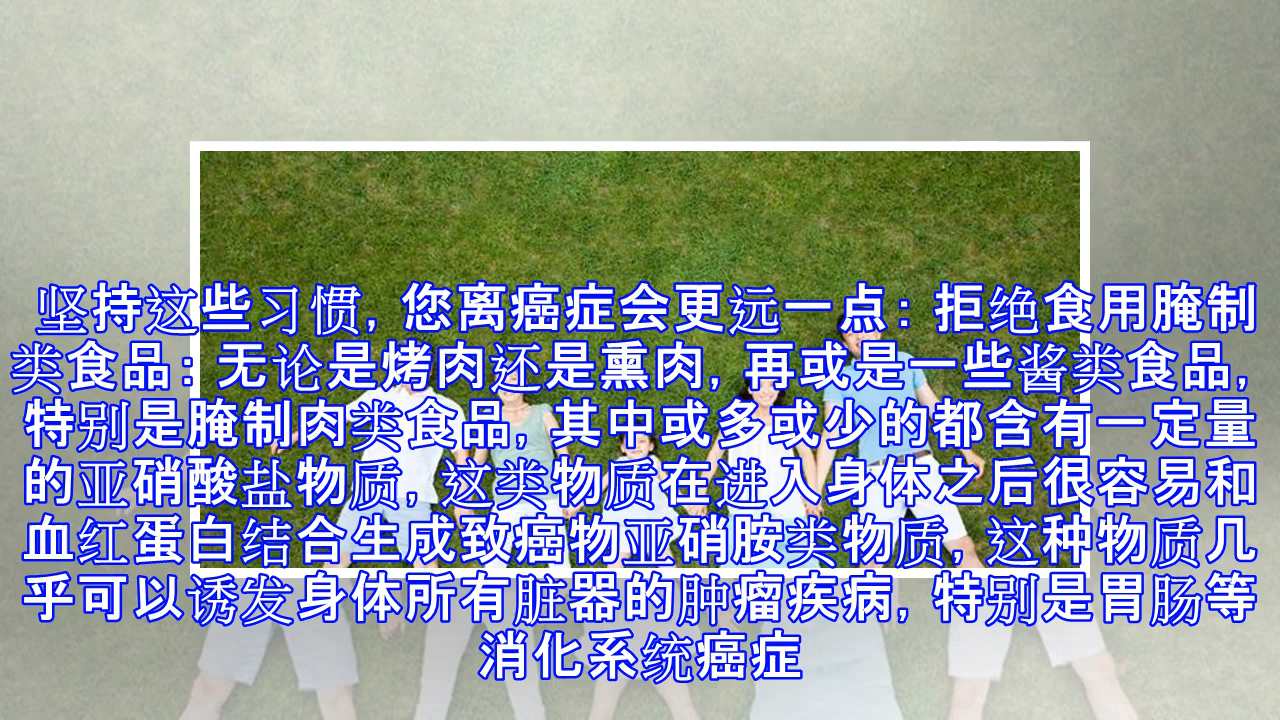 坚持这些习惯,您离癌症会更远一点:拒绝食用腌制
类食品:无论是烤肉还是熏肉,再或是一些酱类食品,
特别是腌制肉类食品,其中或多或少的都含有一定量
的亚硝酸盐物质,这类物质在进入身体之后很容易和
血红蛋白结合生成致癌物亚硝胺类物质,这种物质几
乎可以诱发身体所有脏器的肿瘤疾病,特别是胃肠等
消化系统癌症